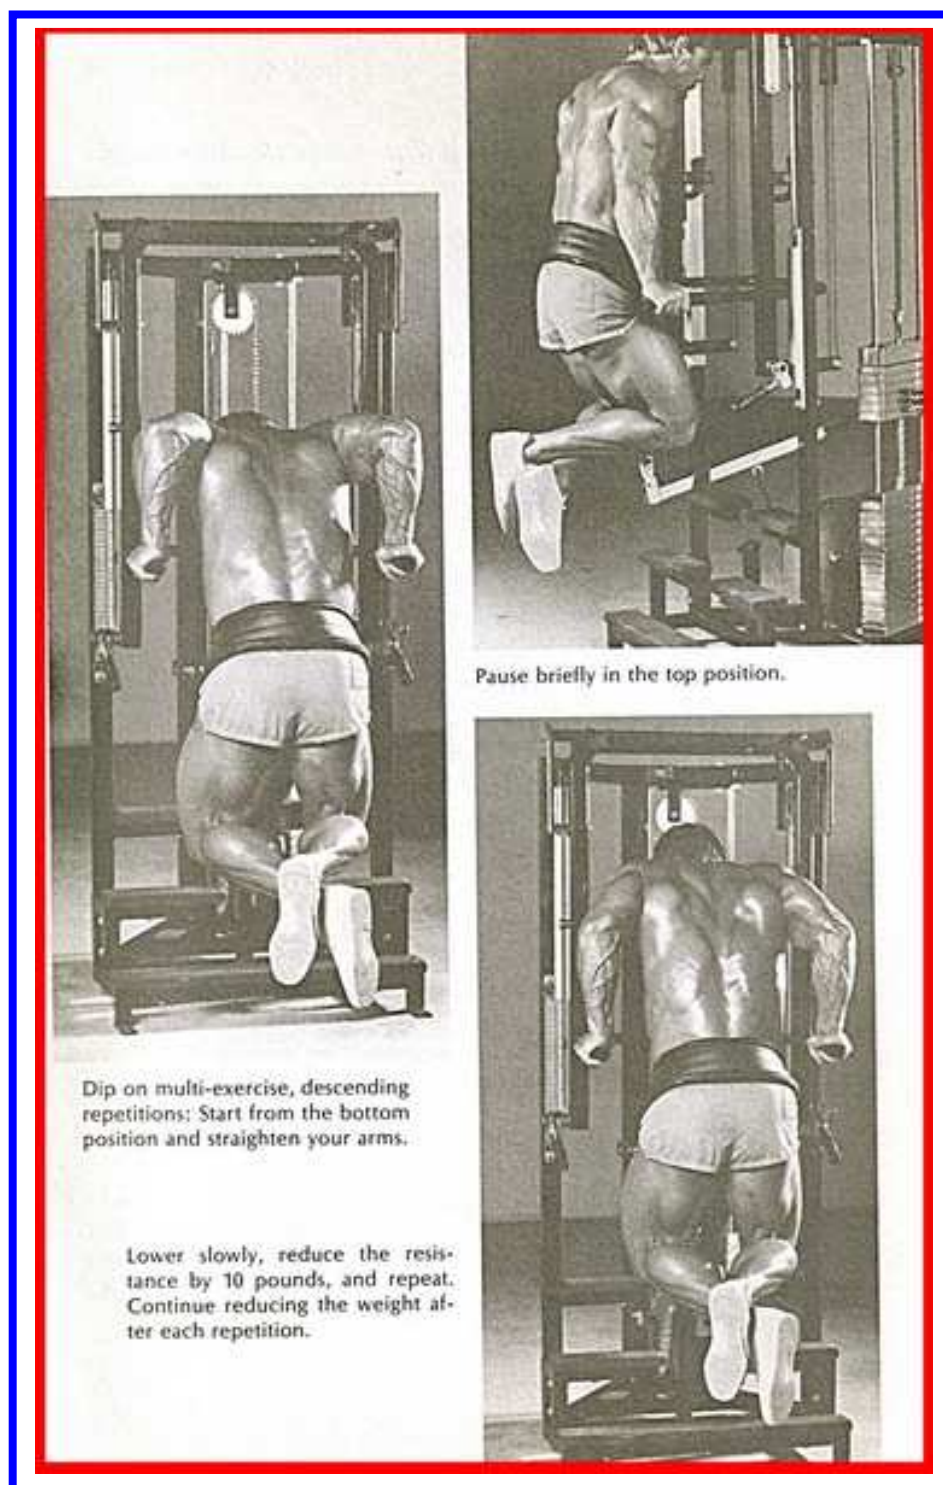 Pause briefly in the top position.
Dip on multi-exercise, descending
repetitions: Start from the bottom
position and straighten your arms.
Lower slowly, reduce the resis-
tance by 10 pounds, and repeat.
Continue reducing the weight af-
ter each repetition.